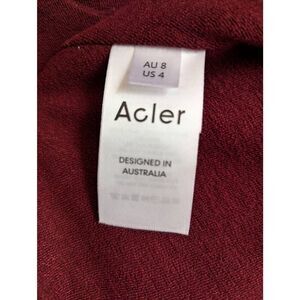 AU 8
US 4
Acler
DESIGNED IN
AUSTRALIA